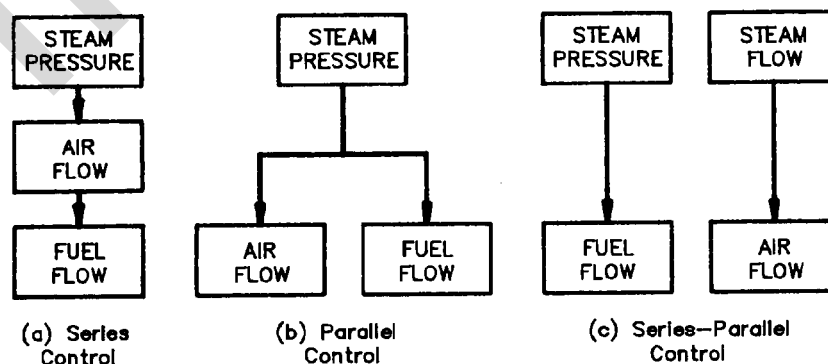 STEAM
PRESSURE
AIR
FLOW
FUEL
FLOW
(a) Series
Control
STEAM
PRESSURE
AIR
FLOW
FUEL
FLOW
(b) Parallel
Control
STEAM
PRESSURE
STEAM
FLOW
FUEL
FLOW
AIR
FLOW
(c) Series-Parallel
Control